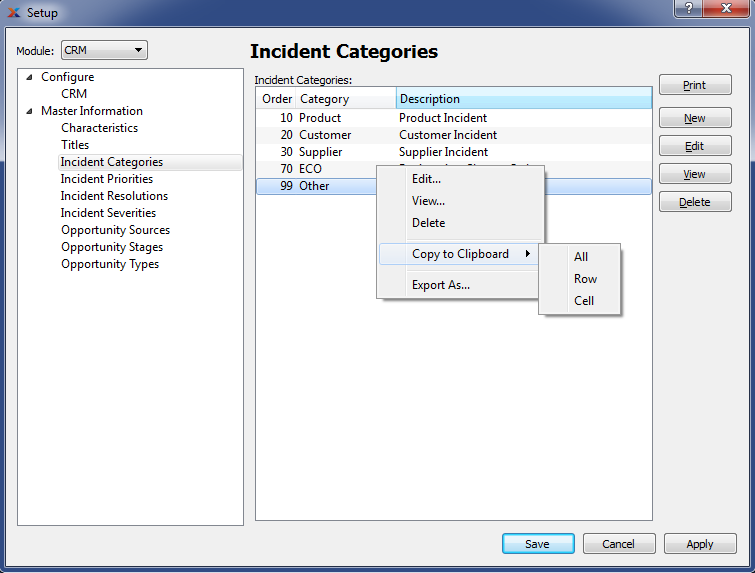 Setup
?
Module: CRM
Incident Categories
Configure
CRM
Master Information
Characteristics
Titles
Incident Categories
Incident Priorities
Incident Resolutions
Incident Severities
Opportunity Sources
Opportunity Stages
Opportunity Types
Incident Categories:
Order Category Description
10 Product Product Incident
20 Customer Customer Incident
30 Supplier Supplier Incident
70 ECO
99 Other
Edit...
View...
Delete
Copy to Clipboard
Export As...
All
Row
Cell
Print
New
Edit
View
Delete
Save Cancel Apply